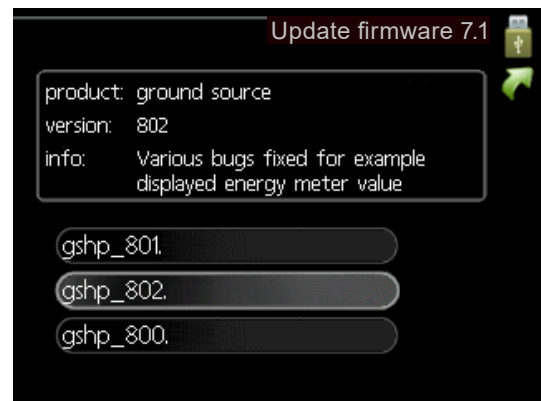 Update firmware 7.1
product: ground source
version: 802
info: Various bugs fixed for example
displayed energy meter value
gshp_801.
gshp_802.
gshp_800.